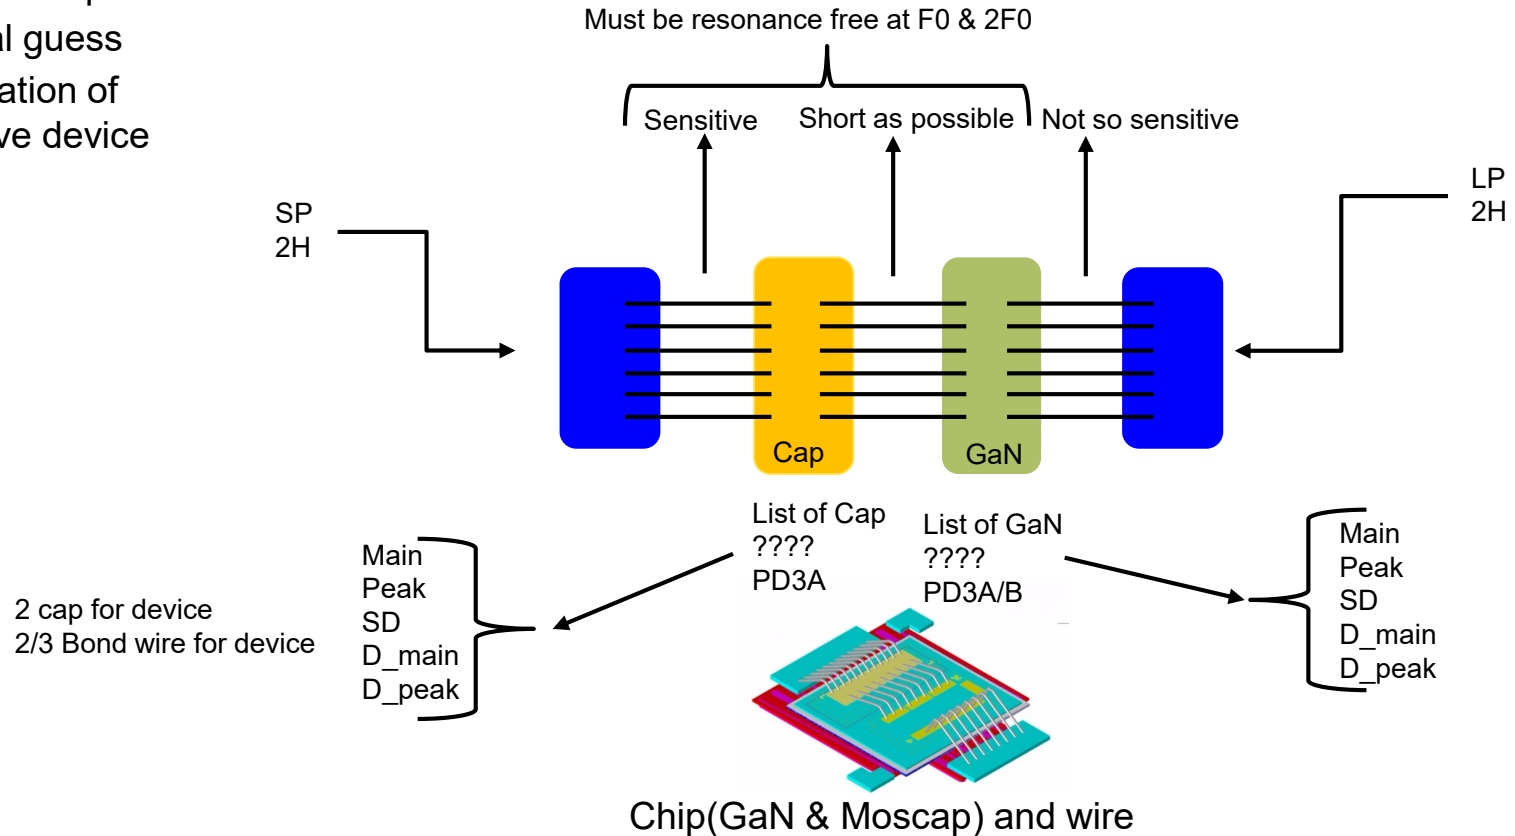 al guess
ation of
ve device
Must be resonance free at F0 & 2F0
Sensitive
Short as possible
Not so sensitive
SP
2H
LP
2H
Cap
GaN
List of Cap
????
PD3A
List of GaN
????
PD3A/B
Main
Peak
SD
D_main
D_peak
2 cap for device
2/3 Bond wire for device
Main
Peak
SD
D_main
D_peak
Chip(GaN & Moscap) and wire